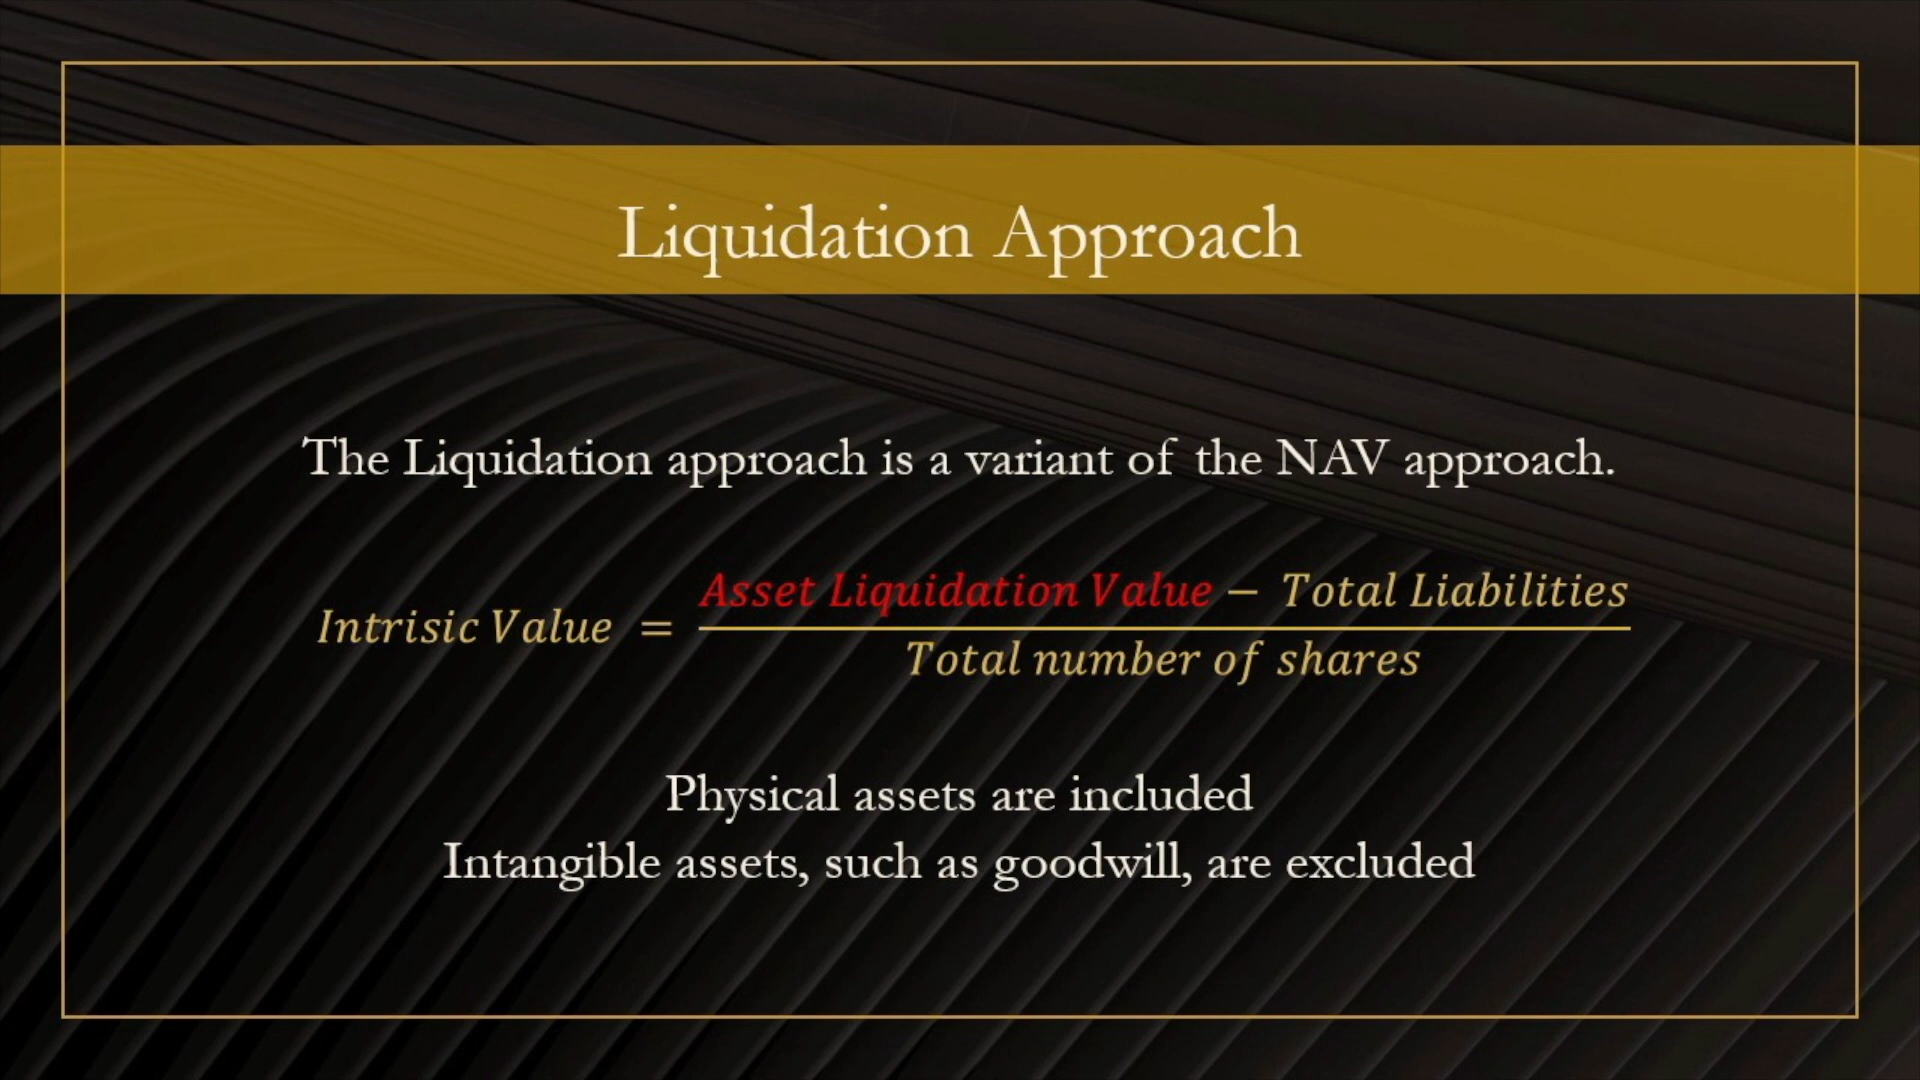 Liquidation Approach
The Liquidation approach is a variant of the NAV approach.
Intrisic Value = Asset Liquidation Value − Total Liabilities
Total number of shares
Physical assets are included
Intangible assets, such as goodwill, are excluded